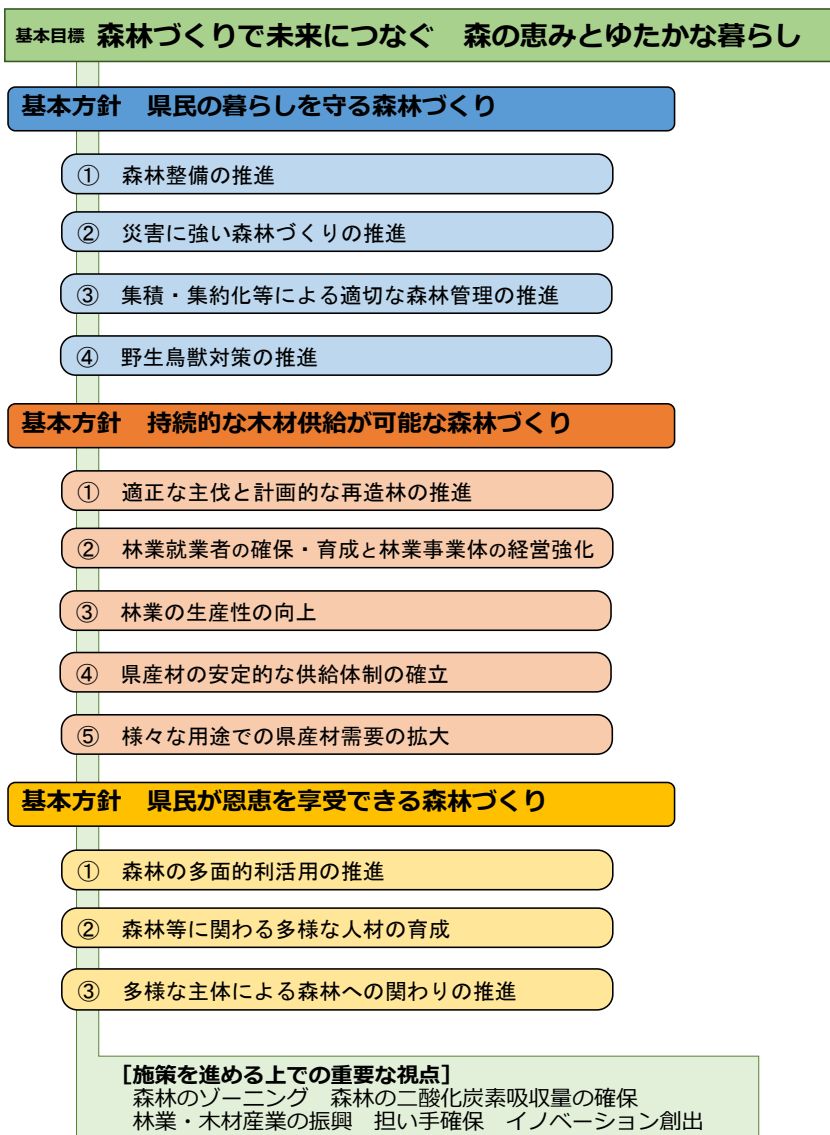 基本目標 森林づくりで未来につなぐ　森の恵みとゆたかな暮らし
基本方針　県民の暮らしを守る森林づくり
①　森林整備の推進
②　災害に強い森林づくりの推進
③　集積・集約化等による適切な森林管理の推進
④　野生鳥獣対策の推進
基本方針　持続的な木材供給が可能な森林づくり
①　適正な主伐と計画的な再造林の推進
②　林業就業者の確保・育成と林業事業体の経営強化
③　林業の生産性の向上
④　県産材の安定的な供給体制の確立
⑤　様々な用途での県産材需要の拡大
基本方針　県民が恩恵を享受できる森林づくり
①　森林の多面的利活用の推進
②　森林等に関わる多様な人材の育成
③　多様な主体による森林への関わりの推進
［施策を進める上での重要な視点］
森林のゾーニング　森林の二酸化炭素吸収量の確保
林業・木材産業の振興　担い手確保　イノベーション創出